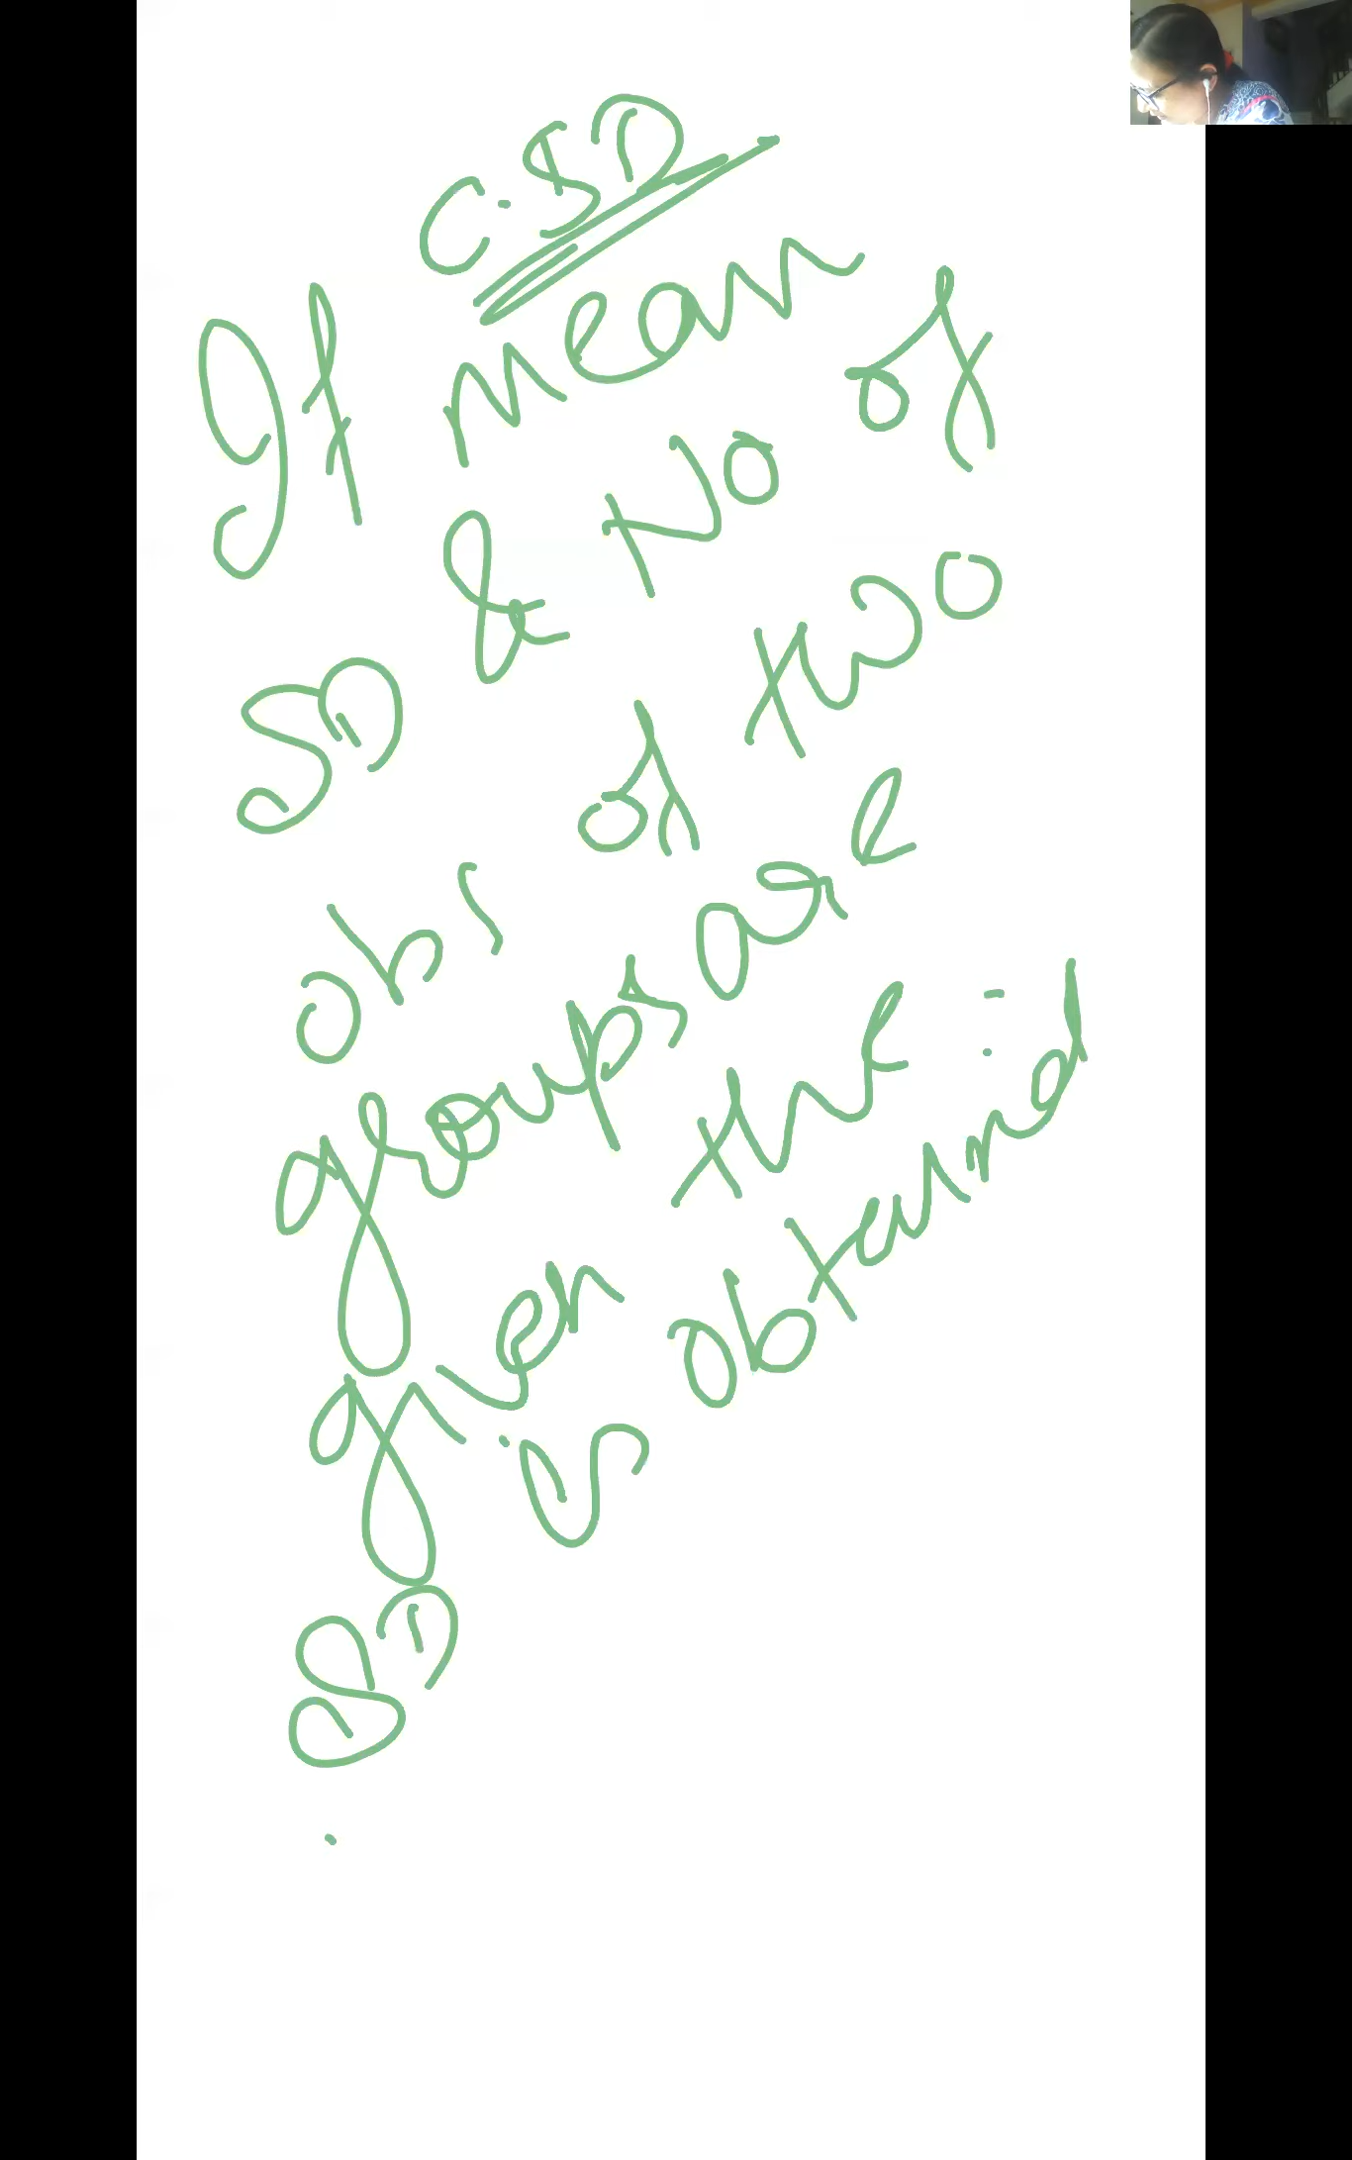 C.SD
If mean
SD & No of
obs of two
groups are
given the
SD is obtained :-